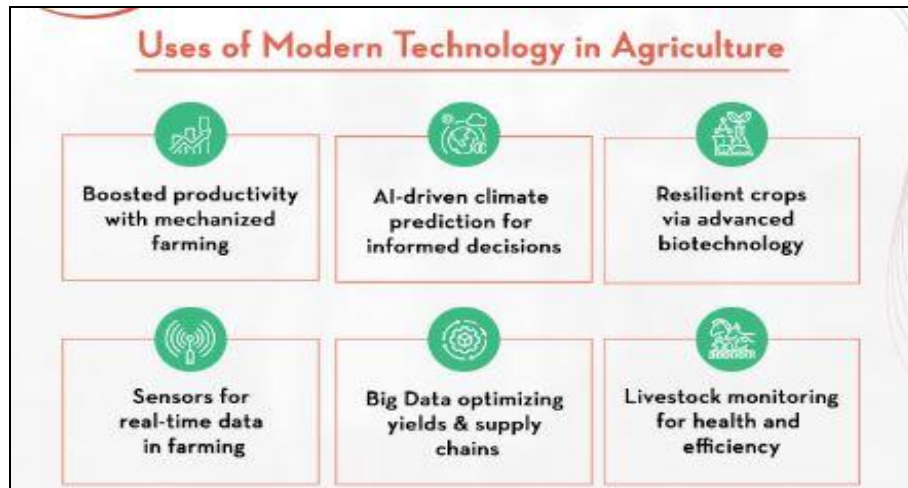 Uses of Modern Technology in Agriculture
Boosted productivity
with mechanized
farming
AI-driven climate
prediction for
informed decisions
Resilient crops
via advanced
biotechnology
Sensors for
real-time data
in farming
Big Data optimizing
yields & supply
chains
Livestock monitoring
for health and
efficiency